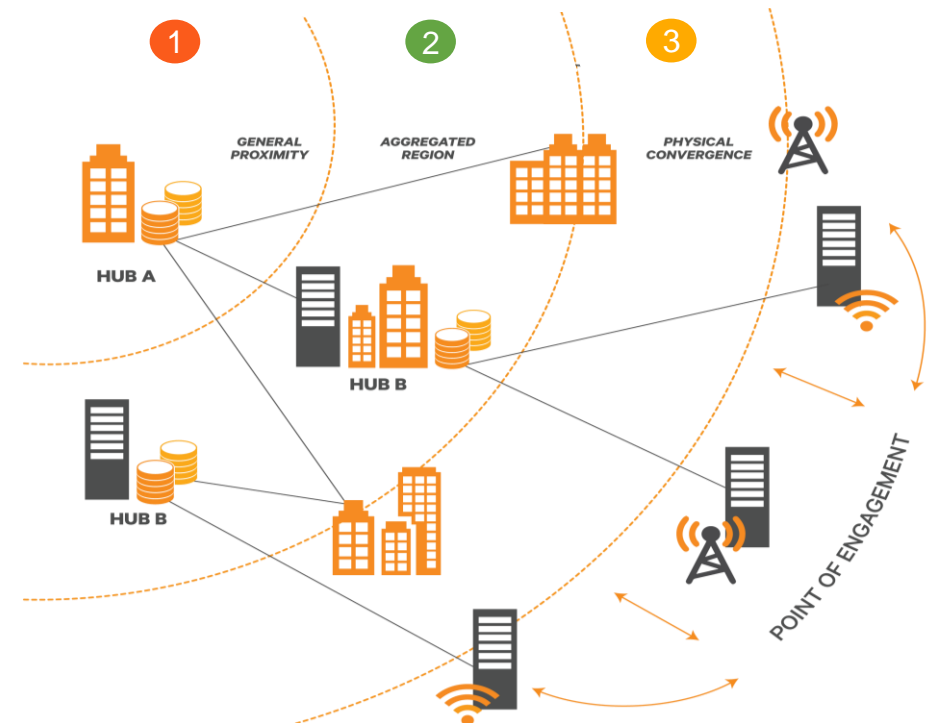 1
2
3
GENERAL
PROXIMITY
AGGREGATED
REGION
PHYSICAL
CONVERGENCE
HUB A
HUB B
HUB B
POINT OF ENGAGEMENT